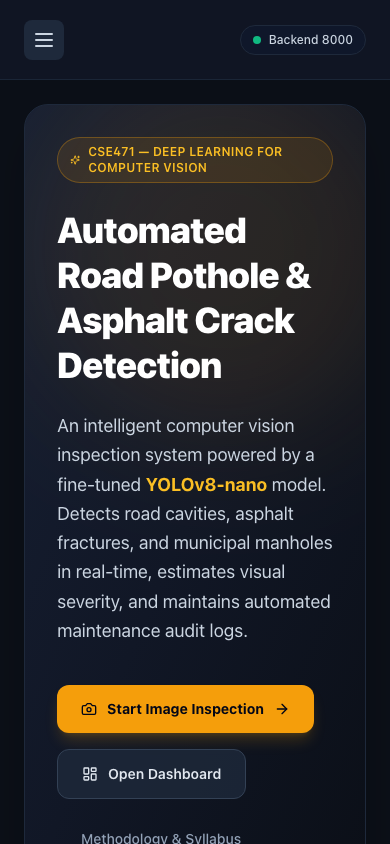 Backend 8000
CSE471 — DEEP LEARNING FOR
COMPUTER VISION
Automated
Road Pothole &
Asphalt Crack
Detection
An intelligent computer vision
inspection system powered by a
fine-tuned YOLOv8-nano model.
Detects road cavities, asphalt
fractures, and municipal manholes
in real-time, estimates visual
severity, and maintains automated
maintenance audit logs.
Start Image Inspection
Open Dashboard
Methodology & Syllabus